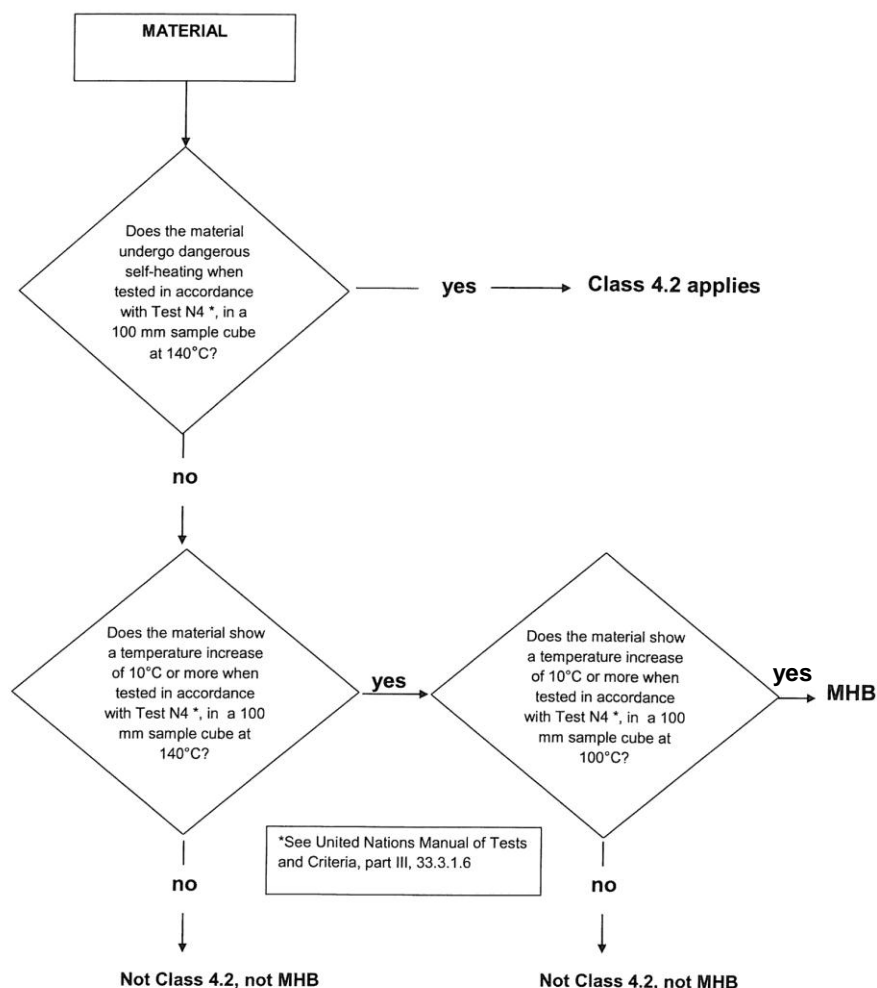 MATERIAL
Does the material
undergo dangerous
self-heating when
tested in accordance
with Test N4 *, in a
100 mm sample cube
at 140°C?
yes
Class 4.2 applies
no
Does the material show
a temperature increase
of 10°C or more when
tested in accordance
with Test N4 *, in a 100
mm sample cube at
140°C?
yes
Does the material show
a temperature increase
of 10°C or more when
tested in accordance
with Test N4 *, in a 100
mm sample cube at
100°C?
yes
MHB
*See United Nations Manual of Tests
and Criteria, part III, 33.3.1.6
no
no
Not Class 4.2, not MHB
Not Class 4.2, not MHB